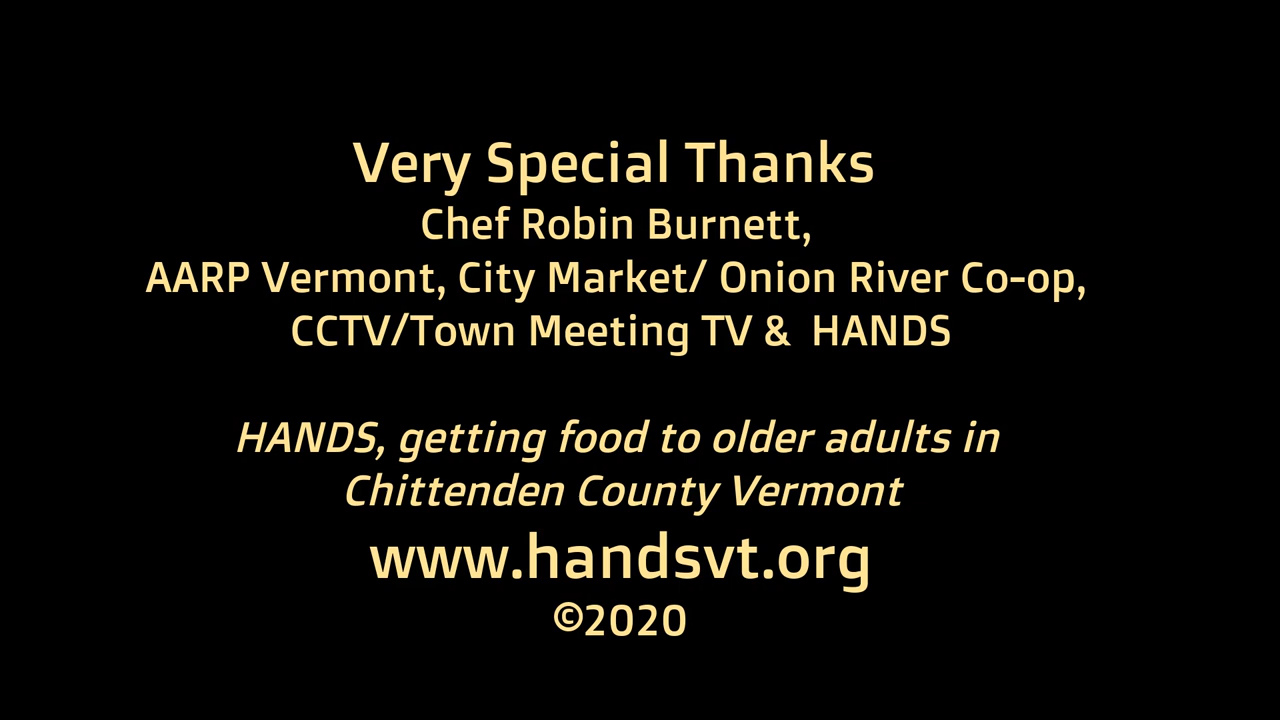 Very Special Thanks
Chef Robin Burnett,
AARP Vermont, City Market/ Onion River Co-op,
CCTV/Town Meeting TV &  HANDS
HANDS, getting food to older adults in
Chittenden County Vermont
www.handsvt.org
©2020